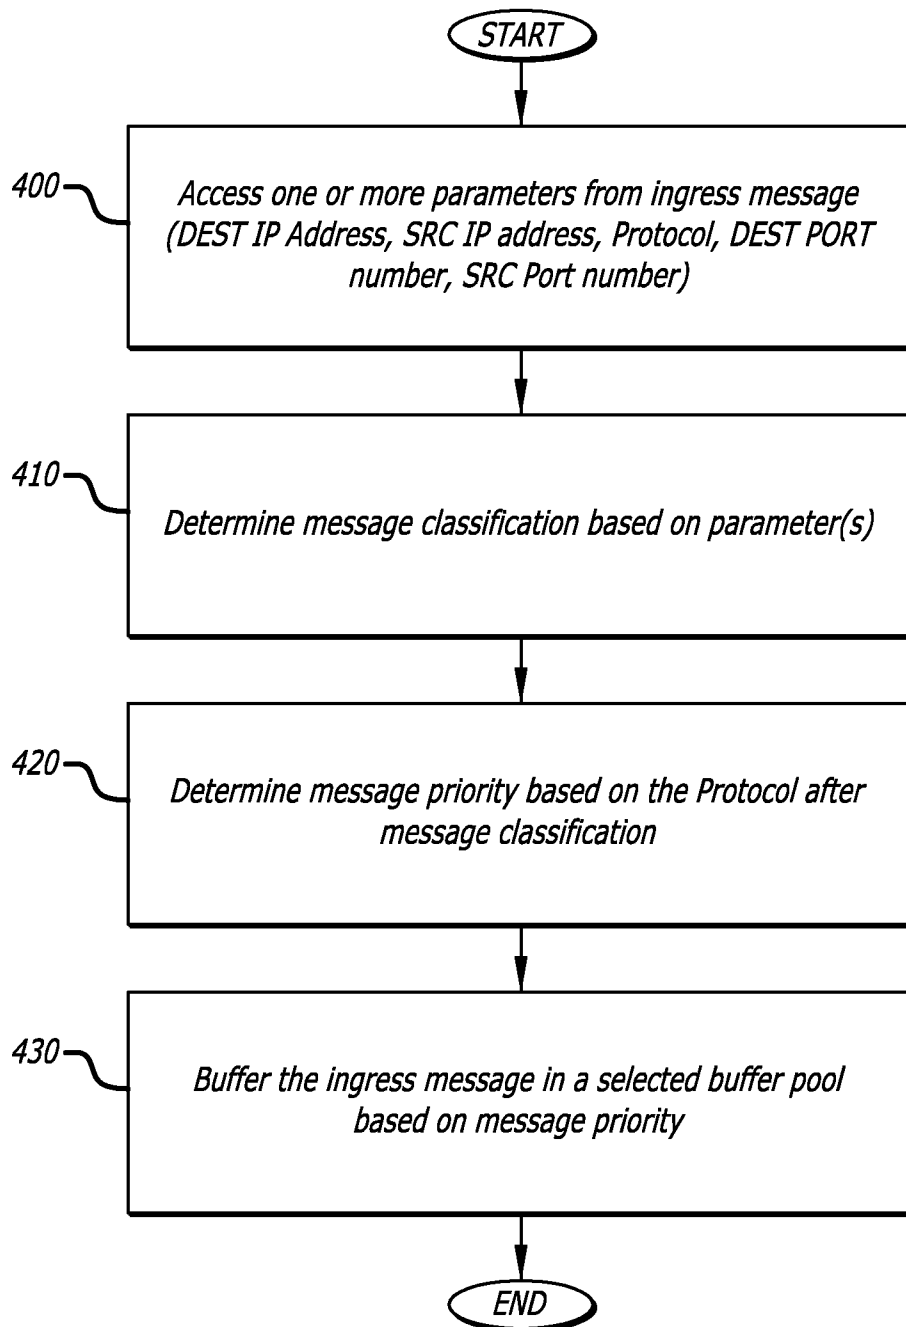 START
400
Access one or more parameters from ingress message
(DEST IP Address, SRC IP address, Protocol, DEST PORT
number, SRC Port number)
410
Determine message classification based on parameter(s)
420
Determine message priority based on the Protocol after
message classification
430
Buffer the ingress message in a selected buffer pool
based on message priority
END